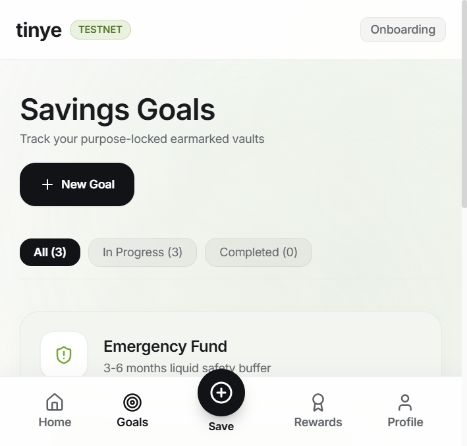 tinye TESTNET Onboarding
Savings Goals
Track your purpose-locked earmarked vaults
+ New Goal
All (3) In Progress (3) Completed (0)
Emergency Fund
3-6 months liquid safety buffer
Home Goals Save Rewards Profile